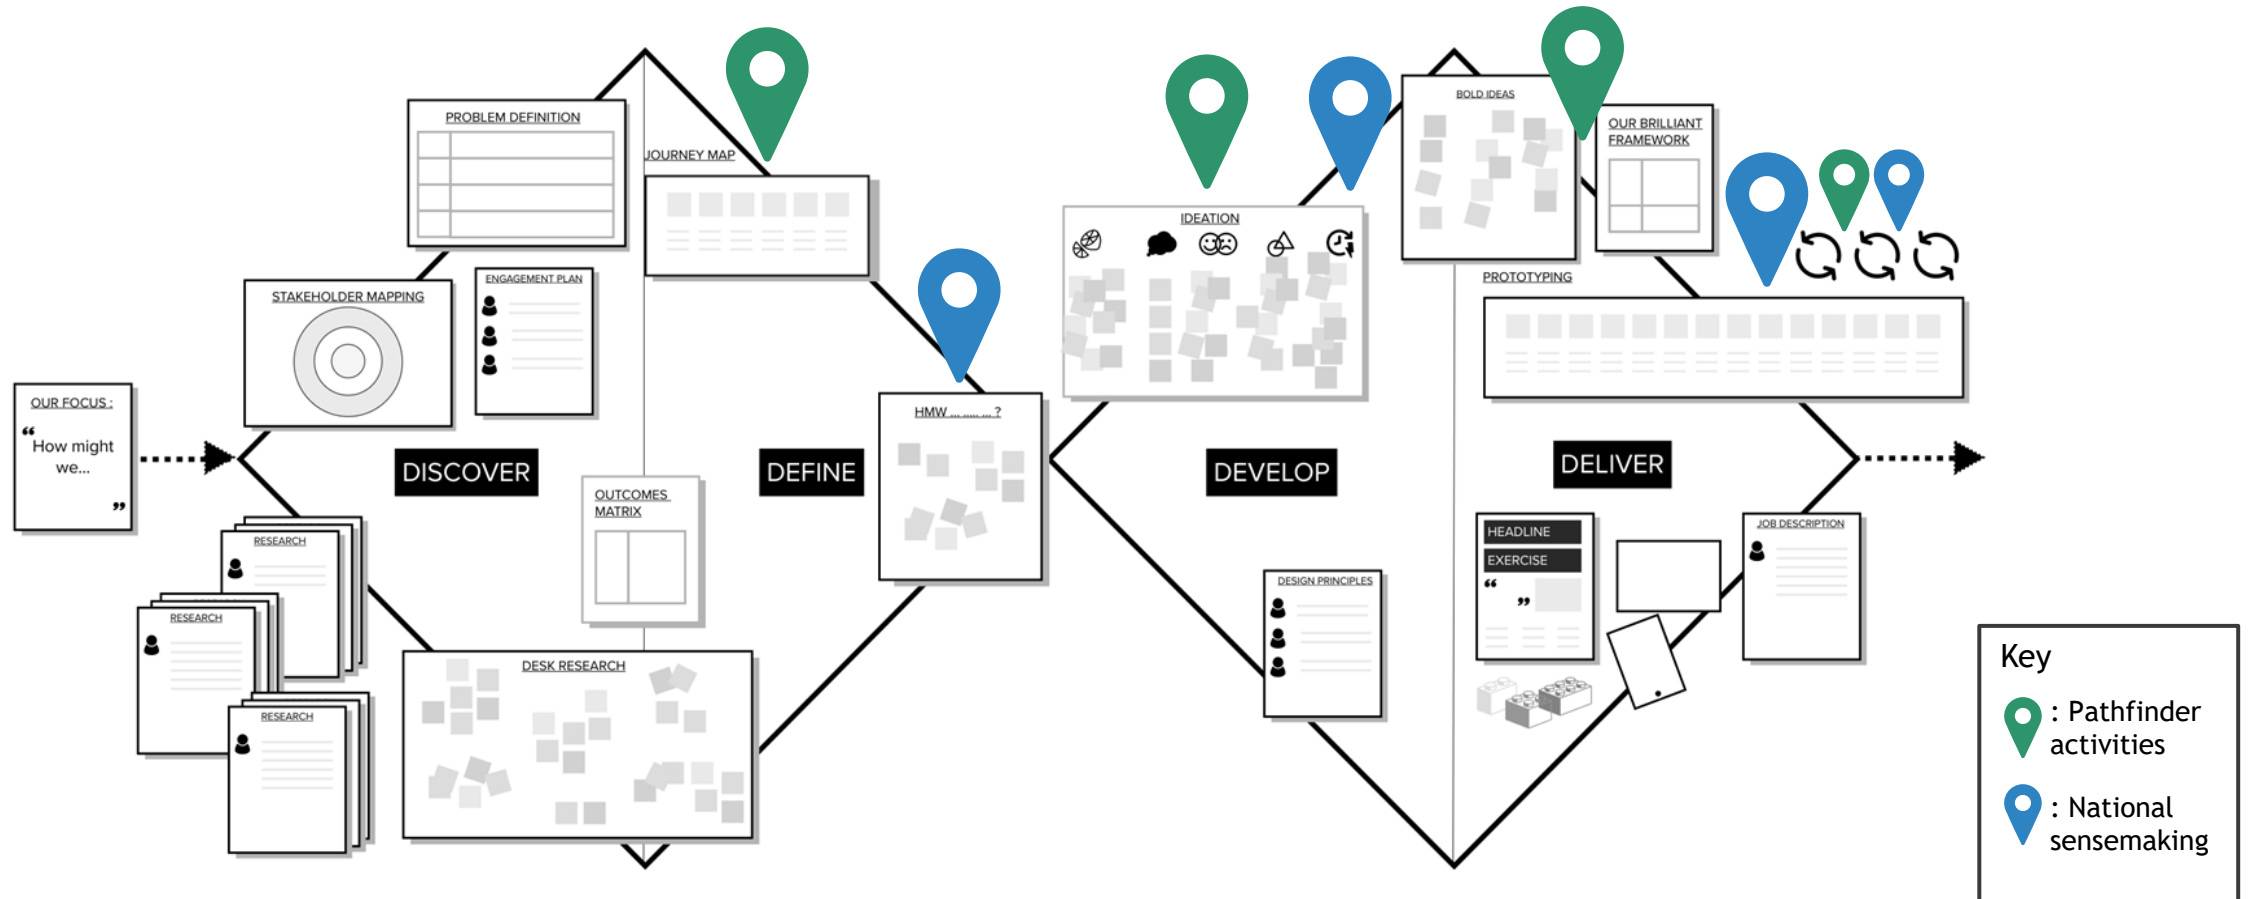 OUR FOCUS :
“
How might
we...
”
STAKEHOLDER MAPPING
PROBLEM DEFINITION
ENGAGEMENT PLAN
DISCOVER
RESEARCH
RESEARCH
RESEARCH
DESK RESEARCH
OUTCOMES
MATRIX
JOURNEY MAP
DEFINE
HMW ... ..... ... ?
IDEATION
DEVELOP
DESIGN PRINCIPLES
BOLD IDEAS
OUR BRILLIANT
FRAMEWORK
PROTOTYPING
DELIVER
HEADLINE
EXERCISE
“
”
JOB DESCRIPTION
Key
: Pathfinder
activities
: National
sensemaking